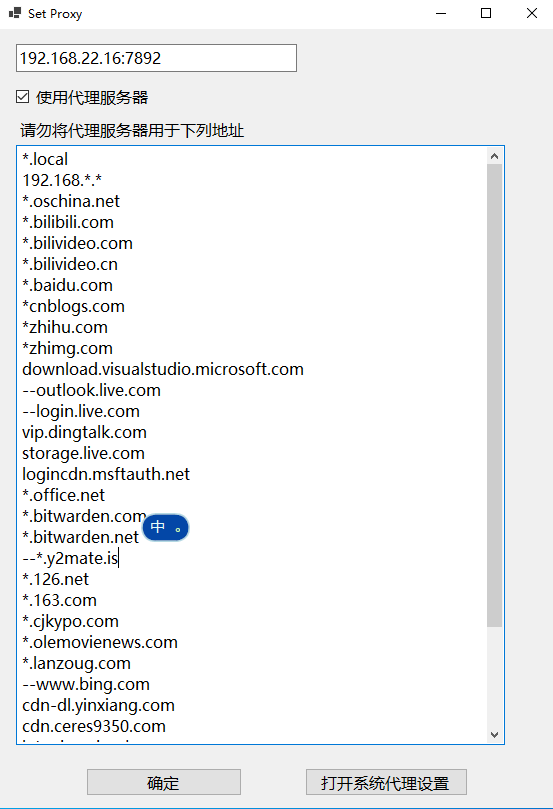 Set Proxy
192.168.22.16:7892
使用代理服务器
请勿将代理服务器用于下列地址
*.local
192.168.*.*
*.oschina.net
*.bilibili.com
*.bilivideo.com
*.bilivideo.cn
*.baidu.com
*cnblogs.com
*zhihu.com
*zhimg.com
download.visualstudio.microsoft.com
--outlook.live.com
--login.live.com
vip.dingtalk.com
storage.live.com
logincdn.msftauth.net
*.office.net
*.bitwarden.com
*.bitwarden.net
中 。
--*.y2mate.is
*.126.net
*.163.com
*.cjkypo.com
*.olemovienews.com
*.lanzoug.com
--www.bing.com
cdn-dl.yinxiang.com
cdn.ceres9350.com
确定
打开系统代理设置